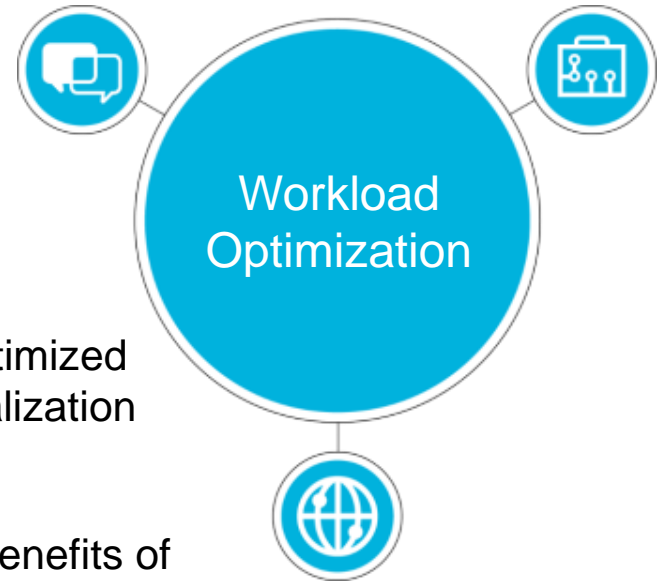 Workload
Optimization
timized
alization
enefits of